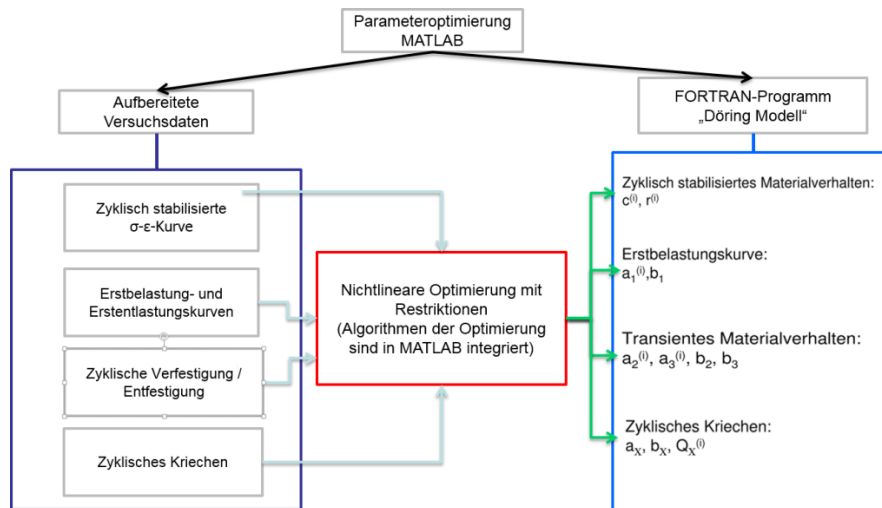 Parameteroptimierung
MATLAB
Aufbereitete
Versuchsdaten
FORTRAN-Programm
„Döring Modell“
Zyklisch stabilisierte
σ-ε-Kurve
Erstbelastung- und
Erstentlastungskurven
Zyklische Verfestigung /
Entfestigung
Zyklisches Kriechen
Nichtlineare Optimierung mit
Restriktionen
(Algorithmen der Optimierung
sind in MATLAB integriert)
Zyklisch stabilisiertes Materialverhalten:
c⁽ⁱ⁾, r⁽ⁱ⁾
Erstbelastungskurve:
a₁⁽ⁱ⁾,b₁
Transientes Materialverhalten:
a₂⁽ⁱ⁾, a₃⁽ⁱ⁾, b₂, b₃
Zyklisches Kriechen:
aₓ, bₓ, Qₓ⁽ⁱ⁾